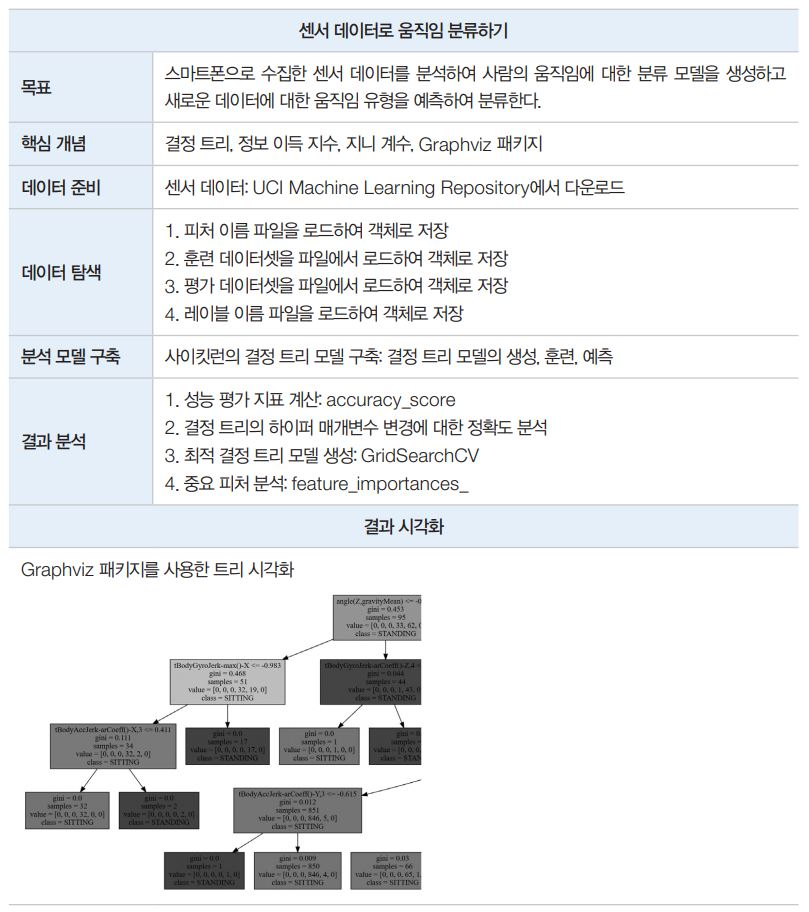 센서 데이터로 움직임 분류하기
목표
스마트폰으로 수집한 센서 데이터를 분석하여 사람의 움직임에 대한 분류 모델을 생성하고
새로운 데이터에 대한 움직임 유형을 예측하여 분류한다.
핵심 개념
결정 트리, 정보 이득 지수, 지니 계수, Graphviz 패키지
데이터 준비
센서 데이터: UCI Machine Learning Repository에서 다운로드
데이터 탐색
1. 피처 이름 파일을 로드하여 객체로 저장
2. 훈련 데이터셋을 파일에서 로드하여 객체로 저장
3. 평가 데이터셋을 파일에서 로드하여 객체로 저장
4. 레이블 이름 파일을 로드하여 객체로 저장
분석 모델 구축
사이킷런의 결정 트리 모델 구축: 결정 트리 모델의 생성, 훈련, 예측
결과 분석
1. 성능 평가 지표 계산: accuracy_score
2. 결정 트리의 하이퍼 매개변수 변경에 대한 정확도 분석
3. 최적 결정 트리 모델 생성: GridSearchCV
4. 중요 피처 분석: feature_importances_
결과 시각화
Graphviz 패키지를 사용한 트리 시각화
angle(Z,gravityMean) <= -0
gini = 0.453
samples = 95
value = [0, 0, 0, 33, 62, 0
class = STANDING
tBodyGyroJerk-max()-X <= -0.983
gini = 0.468
samples = 51
value = [0, 0, 0, 32, 19, 0]
class = SITTING
tBodyGyroJerk-arCoeff()-Z,4 <
gini = 0.044
samples = 44
value = [0, 0, 0, 1, 43, 0
class = STANDING
tBodyAccJerk-arCoeff()-X,3 <= 0.411
gini = 0.111
samples = 34
value = [0, 0, 0, 32, 2, 0]
class = SITTING
gini = 0.0
samples = 17
value = [0, 0, 0, 0, 17, 0]
class = STANDING
gini = 0.0
samples = 1
value = [0, 0, 0, 1, 0, 0]
class = SITTING
gini = 0.
samples =
value = [0, 0, 0,
class = STAND
gini = 0.0
samples = 32
value = [0, 0, 0, 32, 0, 0]
class = SITTING
gini = 0.0
samples = 2
value = [0, 0, 0, 0, 2, 0]
class = STANDING
tBodyAccJerk-arCoeff()-Y,3 <= -0.615
gini = 0.012
samples = 851
value = [0, 0, 0, 846, 5, 0]
class = SITTING
gini = 0.0
samples = 1
value = [0, 0, 0, 0, 1, 0]
class = STANDING
gini = 0.009
samples = 850
value = [0, 0, 0, 846, 4, 0]
class = SITTING
gini = 0.03
samples = 66
value = [0, 0, 0, 65, 1,
class = SITTING